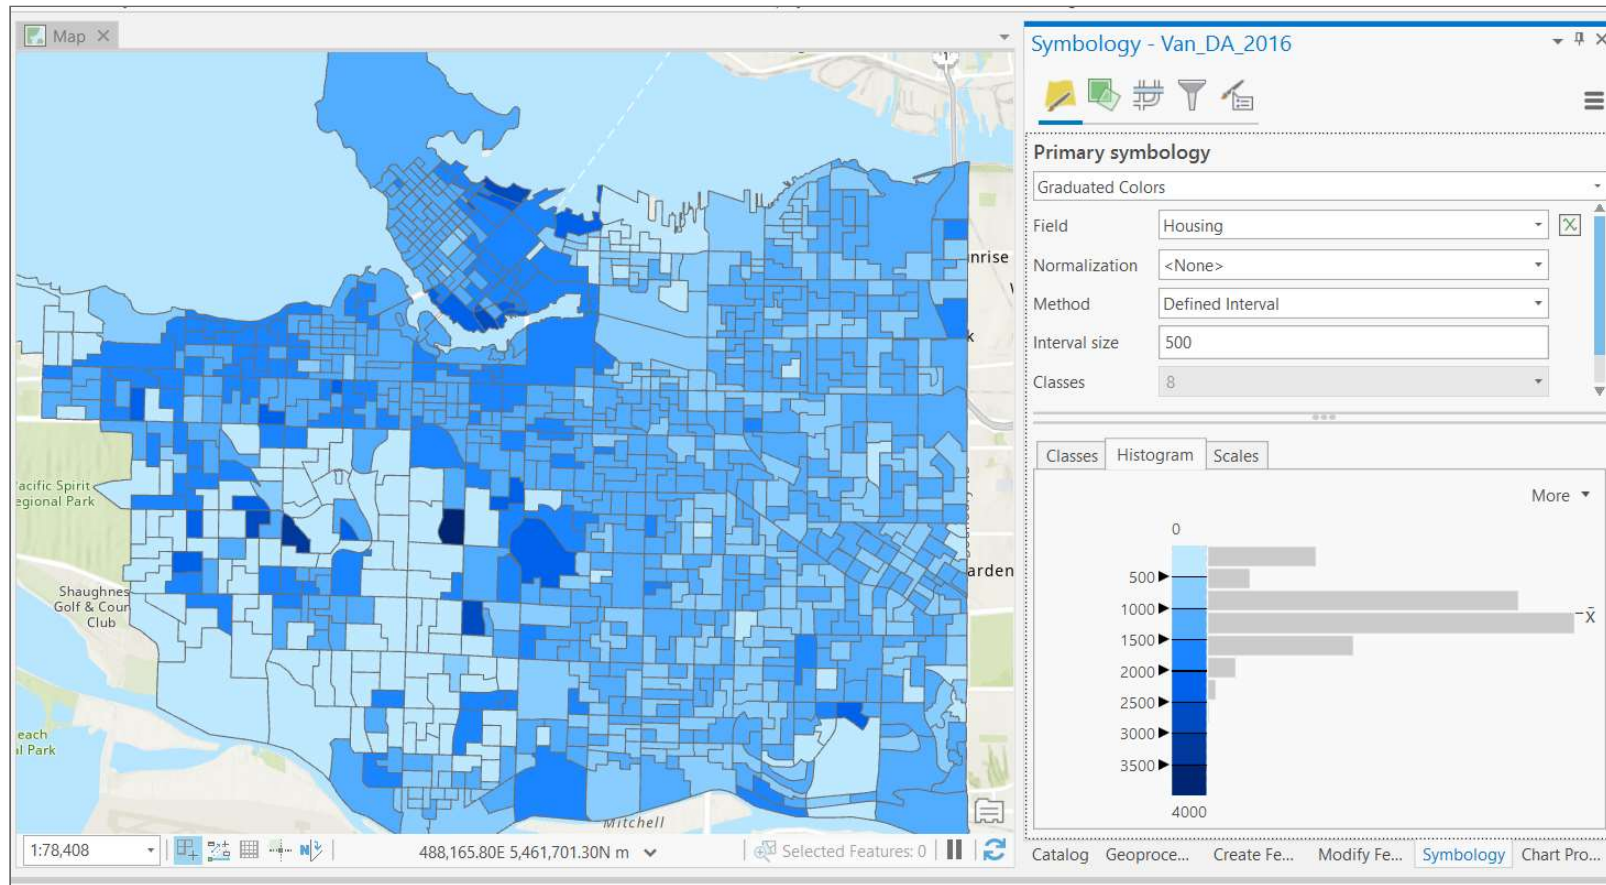 Map
Symbology - Van_DA_2016
Primary symbology
Graduated Colors
Field
Housing
Normalization
<None>
Method
Defined Interval
Interval size
500
Classes
8
Classes
Histogram
Scales
More
0
500
1000
1500
2000
2500
3000
3500
4000
x̄
1
nrise
k
arden
acific Spirit
egional Park
Shaughnes
Golf & Coun
Club
each
al Park
Mitchell
1:78,408
488,165.80E 5,461,701.30N m
Selected Features: 0
Catalog
Geoproce...
Create Fe...
Modify Fe...
Symbology
Chart Pro...